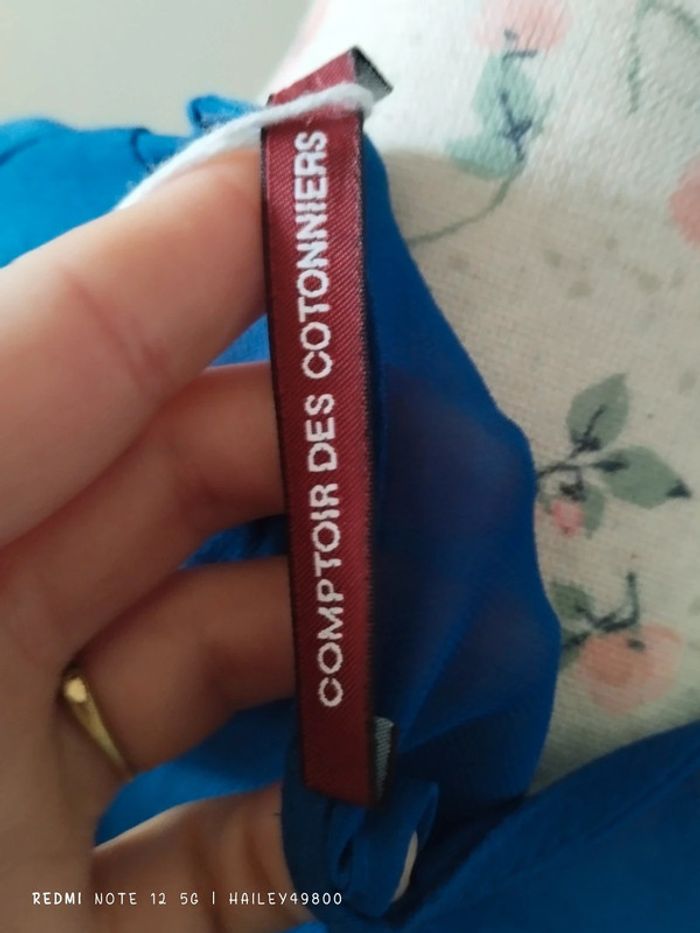 COMPTOIR DES COTONNIERS
REDMI NOTE 12 5G | HAILEY49800